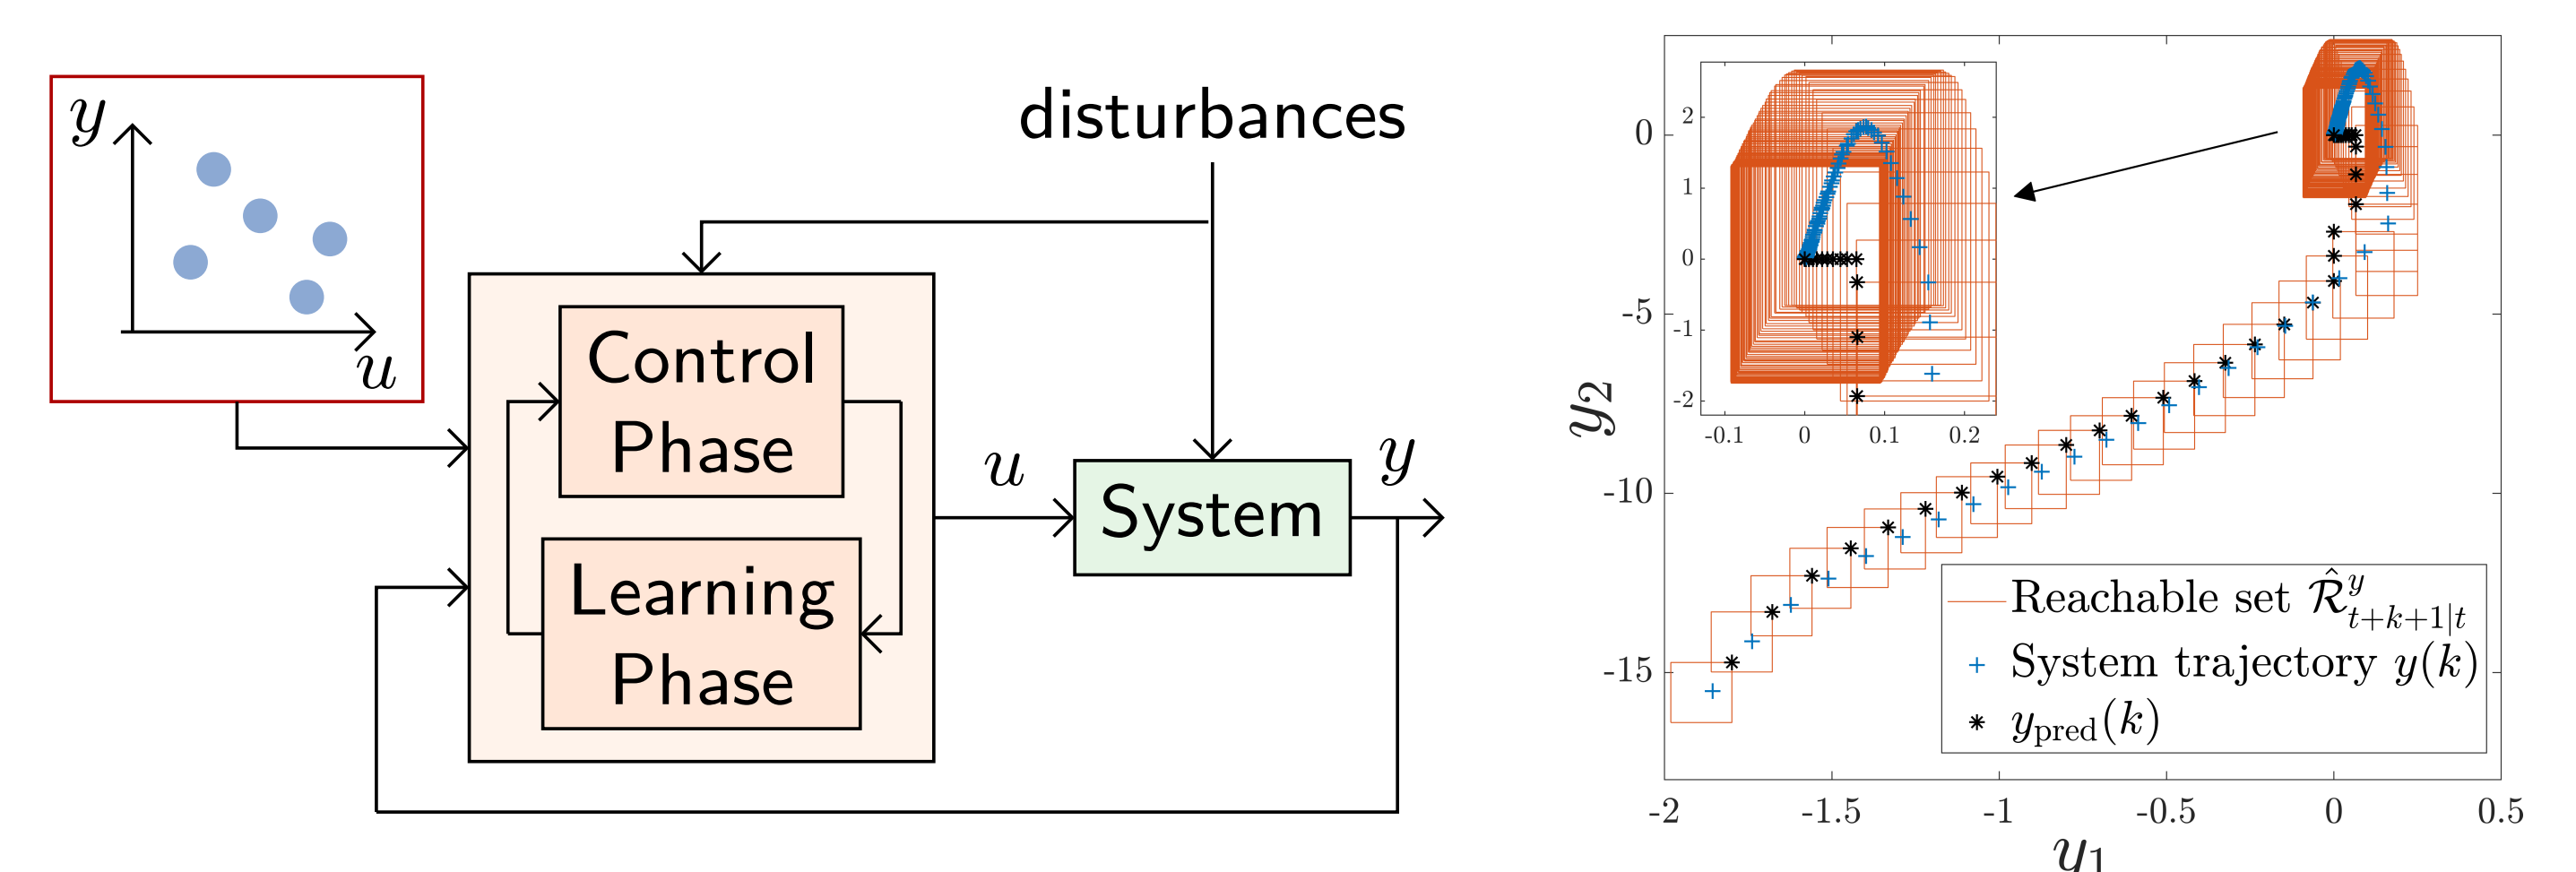 y
u
disturbances
Control
Phase
Learning
Phase
u
System
y
2
1
0
-1
-2
-0.1 0 0.1 0.2
y₂
0
-5
-10
-15
-2 -1.5 -1 -0.5 0 0.5
y₁
Reachable set $\hat{\mathcal{R}}^{y}_{t+k+1|t}$
System trajectory y(k)
y_pred(k)